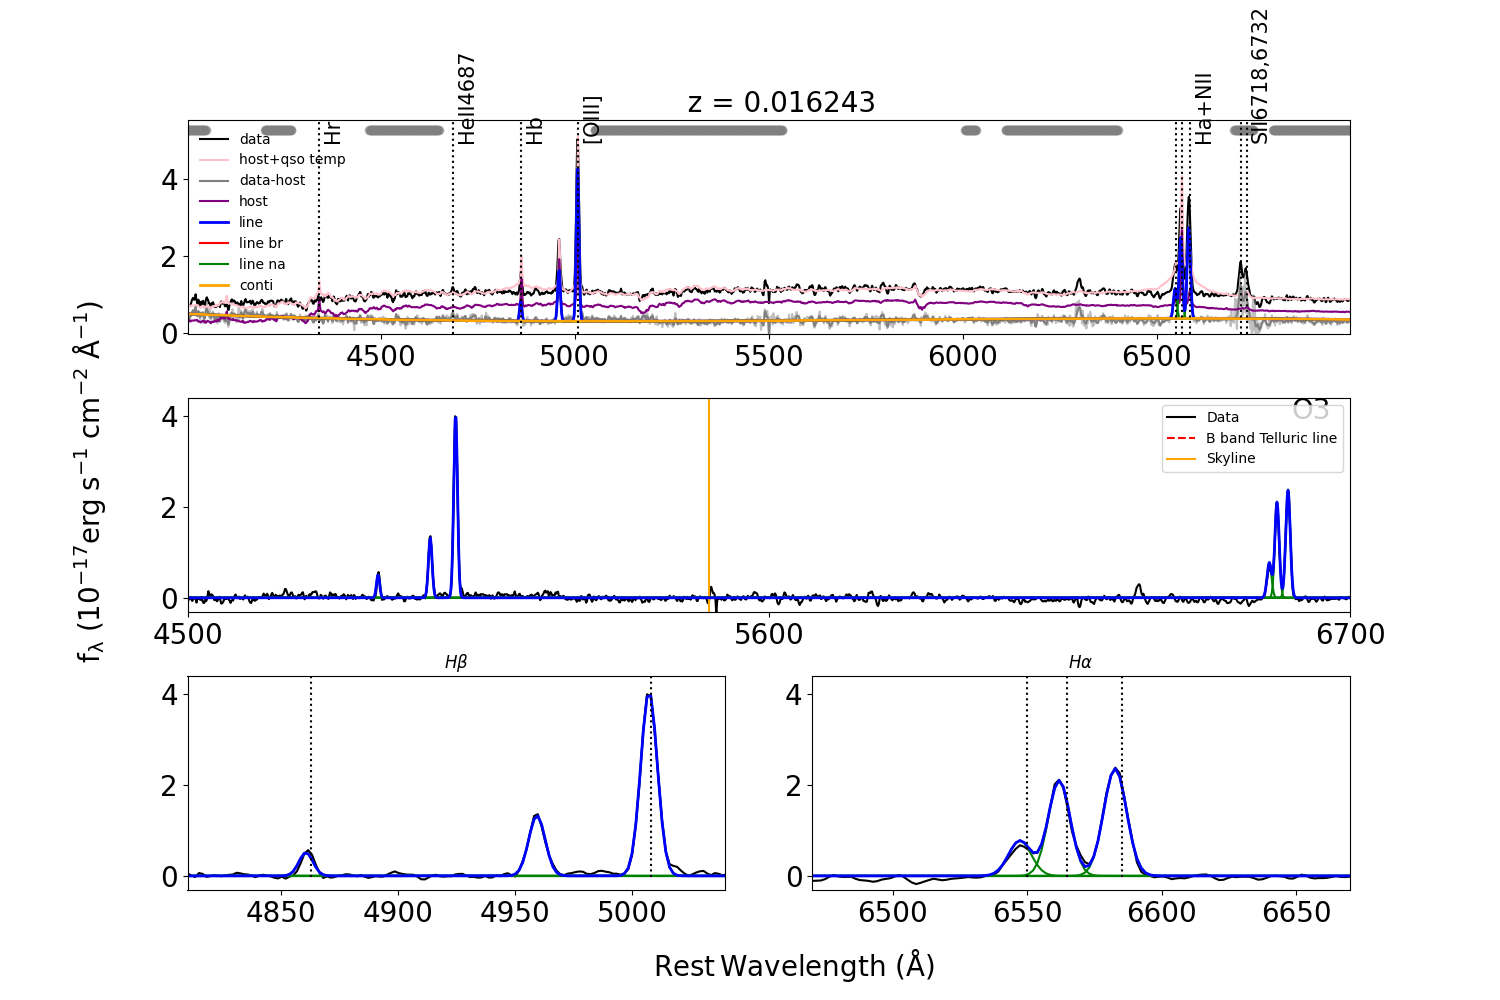 z = 0.016243
Hr
HeII4687
Hb
[OIII]
Ha+NII
SII6718,6732
data
host+qso temp
data-host
host
line
line br
line na
conti
4
2
0
4500 5000 5500 6000 6500
O3
Data
B band Telluric line
Skyline
4
2
0
4500 5600 6700
fλ (10⁻¹⁷erg s⁻¹ cm⁻² Å⁻¹)
Hβ
4
2
0
4850 4900 4950 5000
Hα
4
2
0
6500 6550 6600 6650
Rest Wavelength (Å)